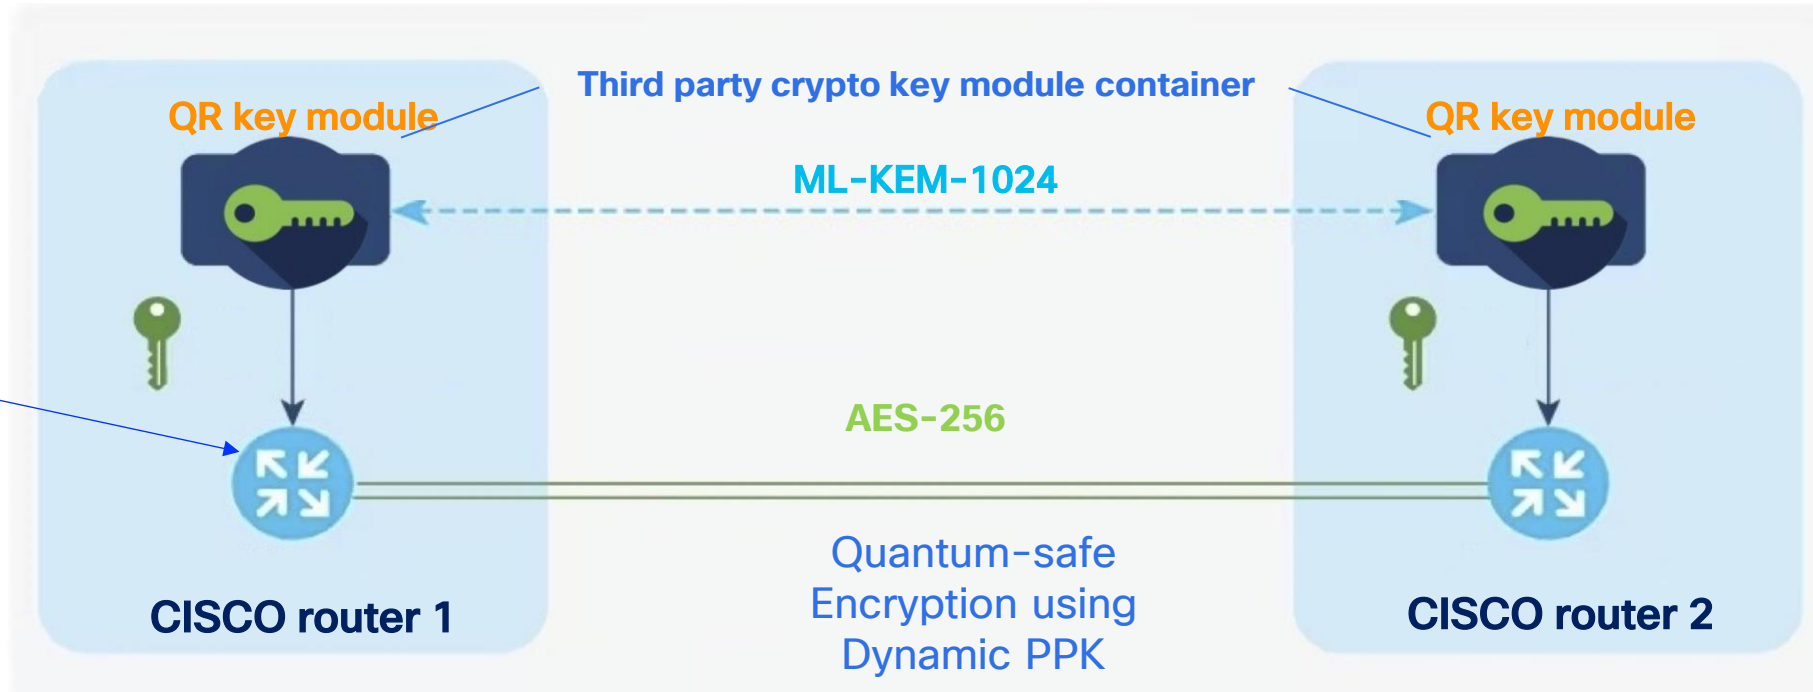 Third party crypto key module container
QR key module
QR key module
ML-KEM-1024
AES-256
Quantum-safe
Encryption using
Dynamic PPK
CISCO router 1
CISCO router 2